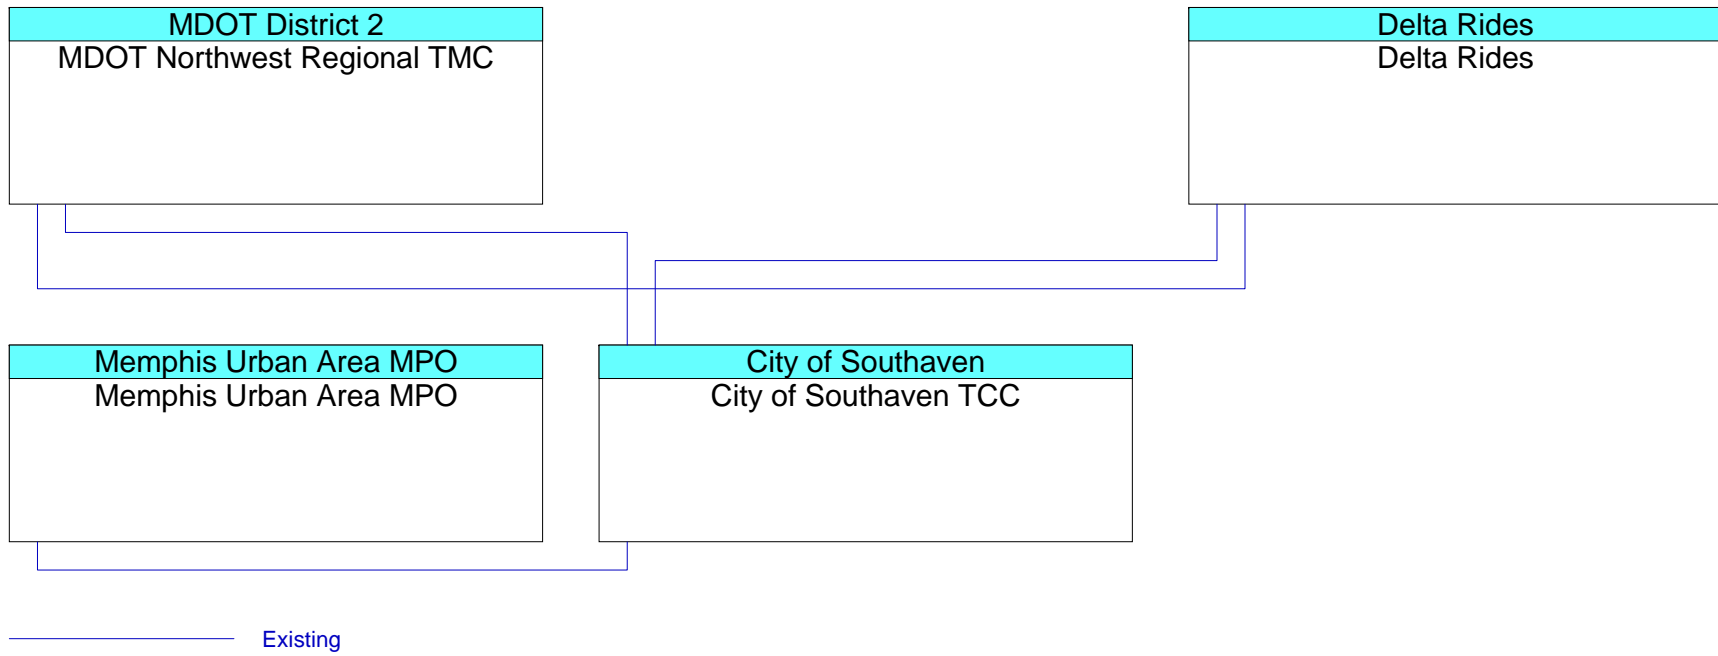 MDOT District 2
MDOT Northwest Regional TMC
Delta Rides
Delta Rides
Memphis Urban Area MPO
Memphis Urban Area MPO
City of Southaven
City of Southaven TCC
Existing